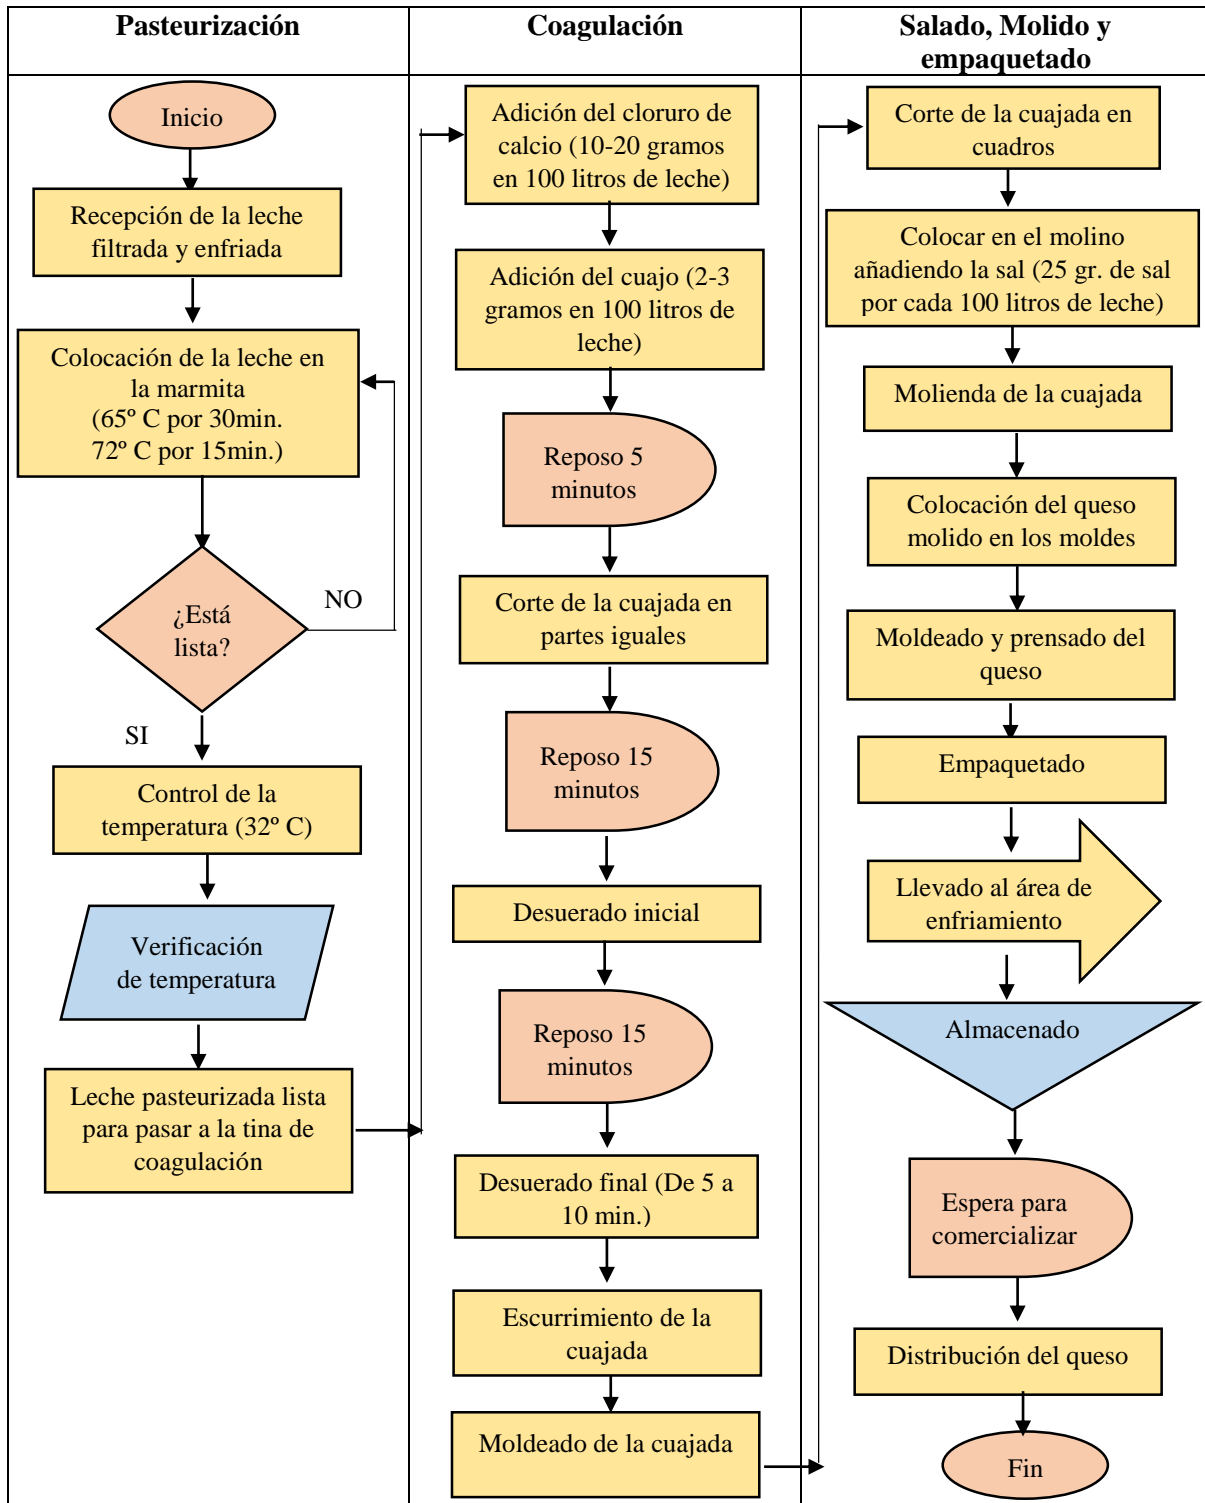 Pasteurización
Inicio
Recepción de la leche
filtrada y enfriada
Colocación de la leche en
la marmita
(65º C por 30min.
72º C por 15min.)
¿Está
lista?
NO
SI
Control de la
temperatura (32º C)
Verificación
de temperatura
Leche pasteurizada lista
para pasar a la tina de
coagulación
Coagulación
Adición del cloruro de
calcio (10-20 gramos
en 100 litros de leche)
Adición del cuajo (2-3
gramos en 100 litros de
leche)
Reposo 5
minutos
Corte de la cuajada en
partes iguales
Reposo 15
minutos
Desuerado inicial
Reposo 15
minutos
Desuerado final (De 5 a
10 min.)
Escurrimiento de la
cuajada
Moldeado de la cuajada
Salado, Molido y
empaquetado
Corte de la cuajada en
cuadros
Colocar en el molino
añadiendo la sal (25 gr. de sal
por cada 100 litros de leche)
Molienda de la cuajada
Colocación del queso
molido en los moldes
Moldeado y prensado del
queso
Empaquetado
Llevado al área de
enfriamiento
Almacenado
Espera para
comercializar
Distribución del queso
Fin